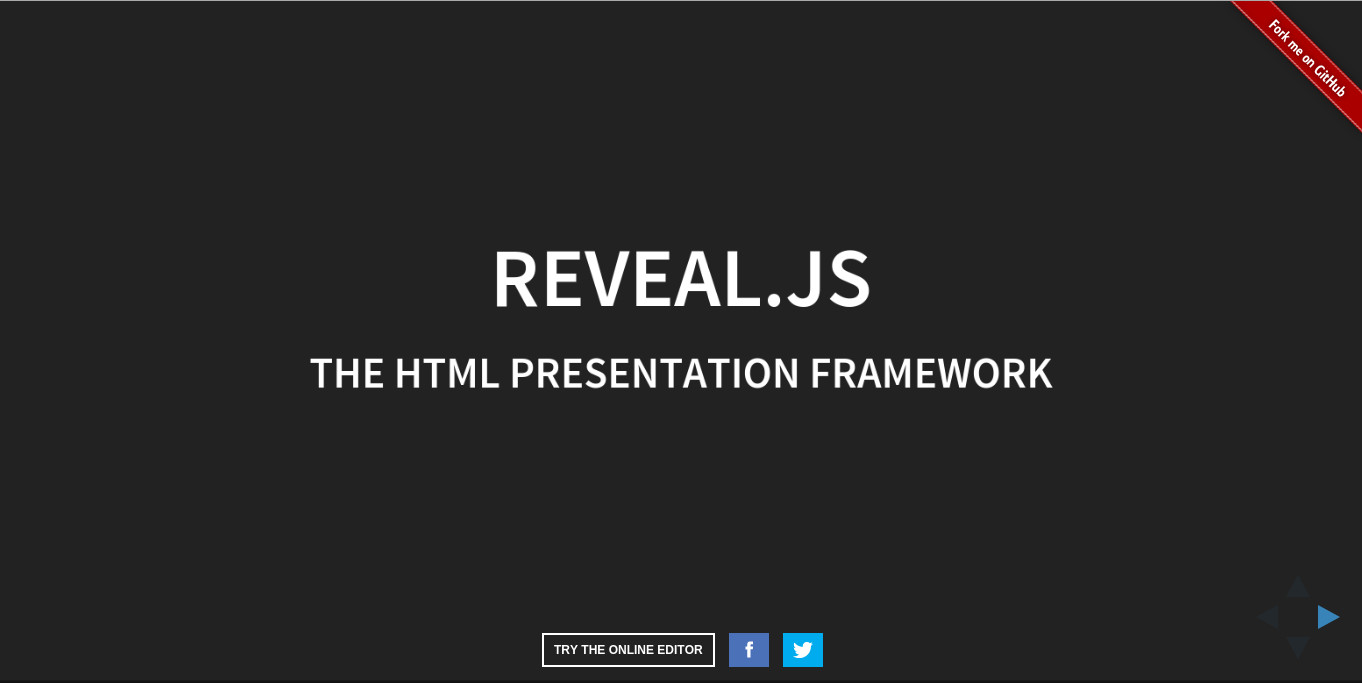 Fork me on GitHub
REVEAL.JS
THE HTML PRESENTATION FRAMEWORK
TRY THE ONLINE EDITOR